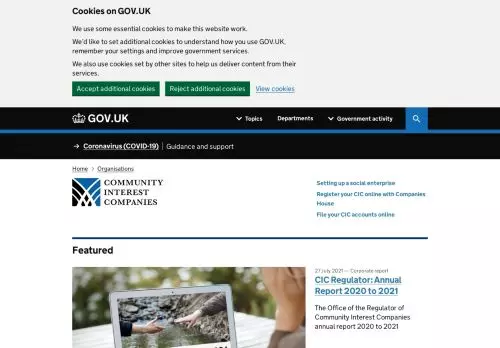 Cookies on GOV.UK
We use some essential cookies to make this website work.
We'd like to set additional cookies to understand how you use GOV.UK,
remember your settings and improve government services.
We also use cookies set by other sites to help us deliver content from their
services.
Accept additional cookies
Reject additional cookies
View cookies
GOV.UK
Topics
Departments
Government activity
Coronavirus (COVID-19)
Guidance and support
Home
Organisations
COMMUNITY
INTEREST
COMPANIES
Setting up a social enterprise
Register your CIC online with Companies
House
File your CIC accounts online
Featured
27 July 2021 — Corporate report
CIC Regulator: Annual
Report 2020 to 2021
The Office of the Regulator of
Community Interest Companies
annual report 2020 to 2021